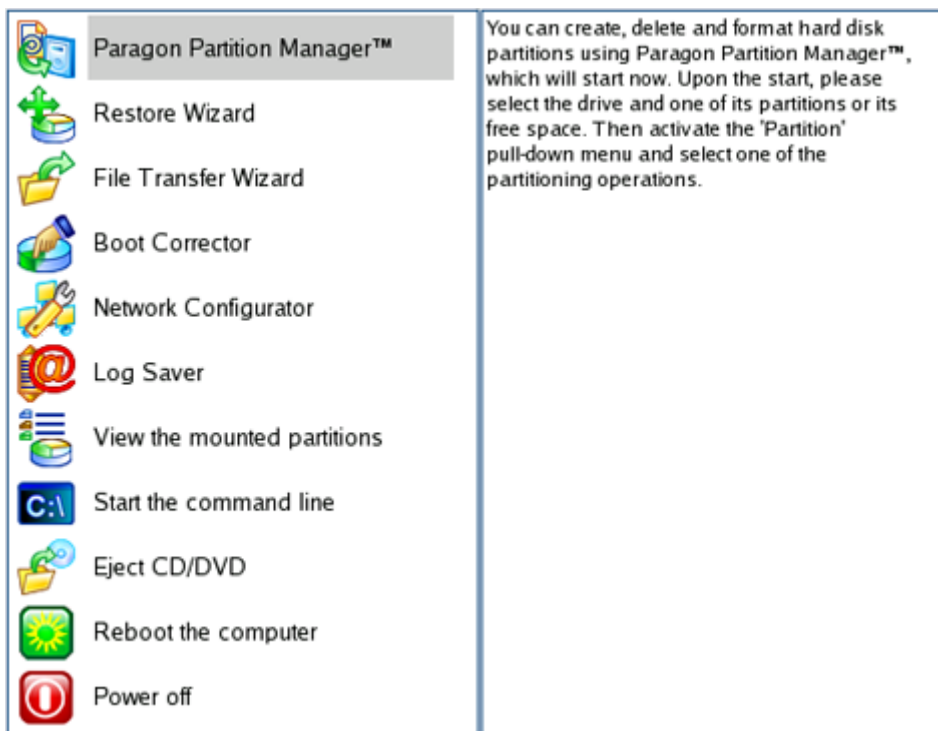 Paragon Partition Manager™
Restore Wizard
File Transfer Wizard
Boot Corrector
Network Configurator
Log Saver
View the mounted partitions
C:\
Start the command line
Eject CD/DVD
Reboot the computer
Power off
You can create, delete and format hard disk
partitions using Paragon Partition Manager™,
which will start now. Upon the start, please
select the drive and one of its partitions or its
free space. Then activate the 'Partition'
pull-down menu and select one of the
partitioning operations.